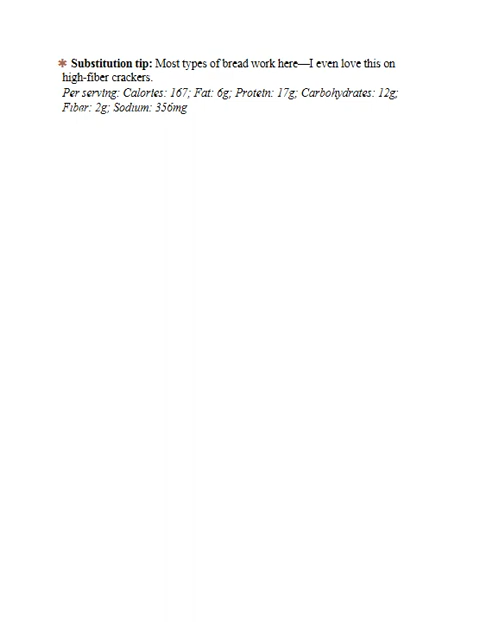 ✱ Substitution tip: Most types of bread work here—I even love this on
high-fiber crackers.
Per serving: Calories: 167; Fat: 6g; Protein: 17g; Carbohydrates: 12g;
Fiber: 2g; Sodium: 356mg